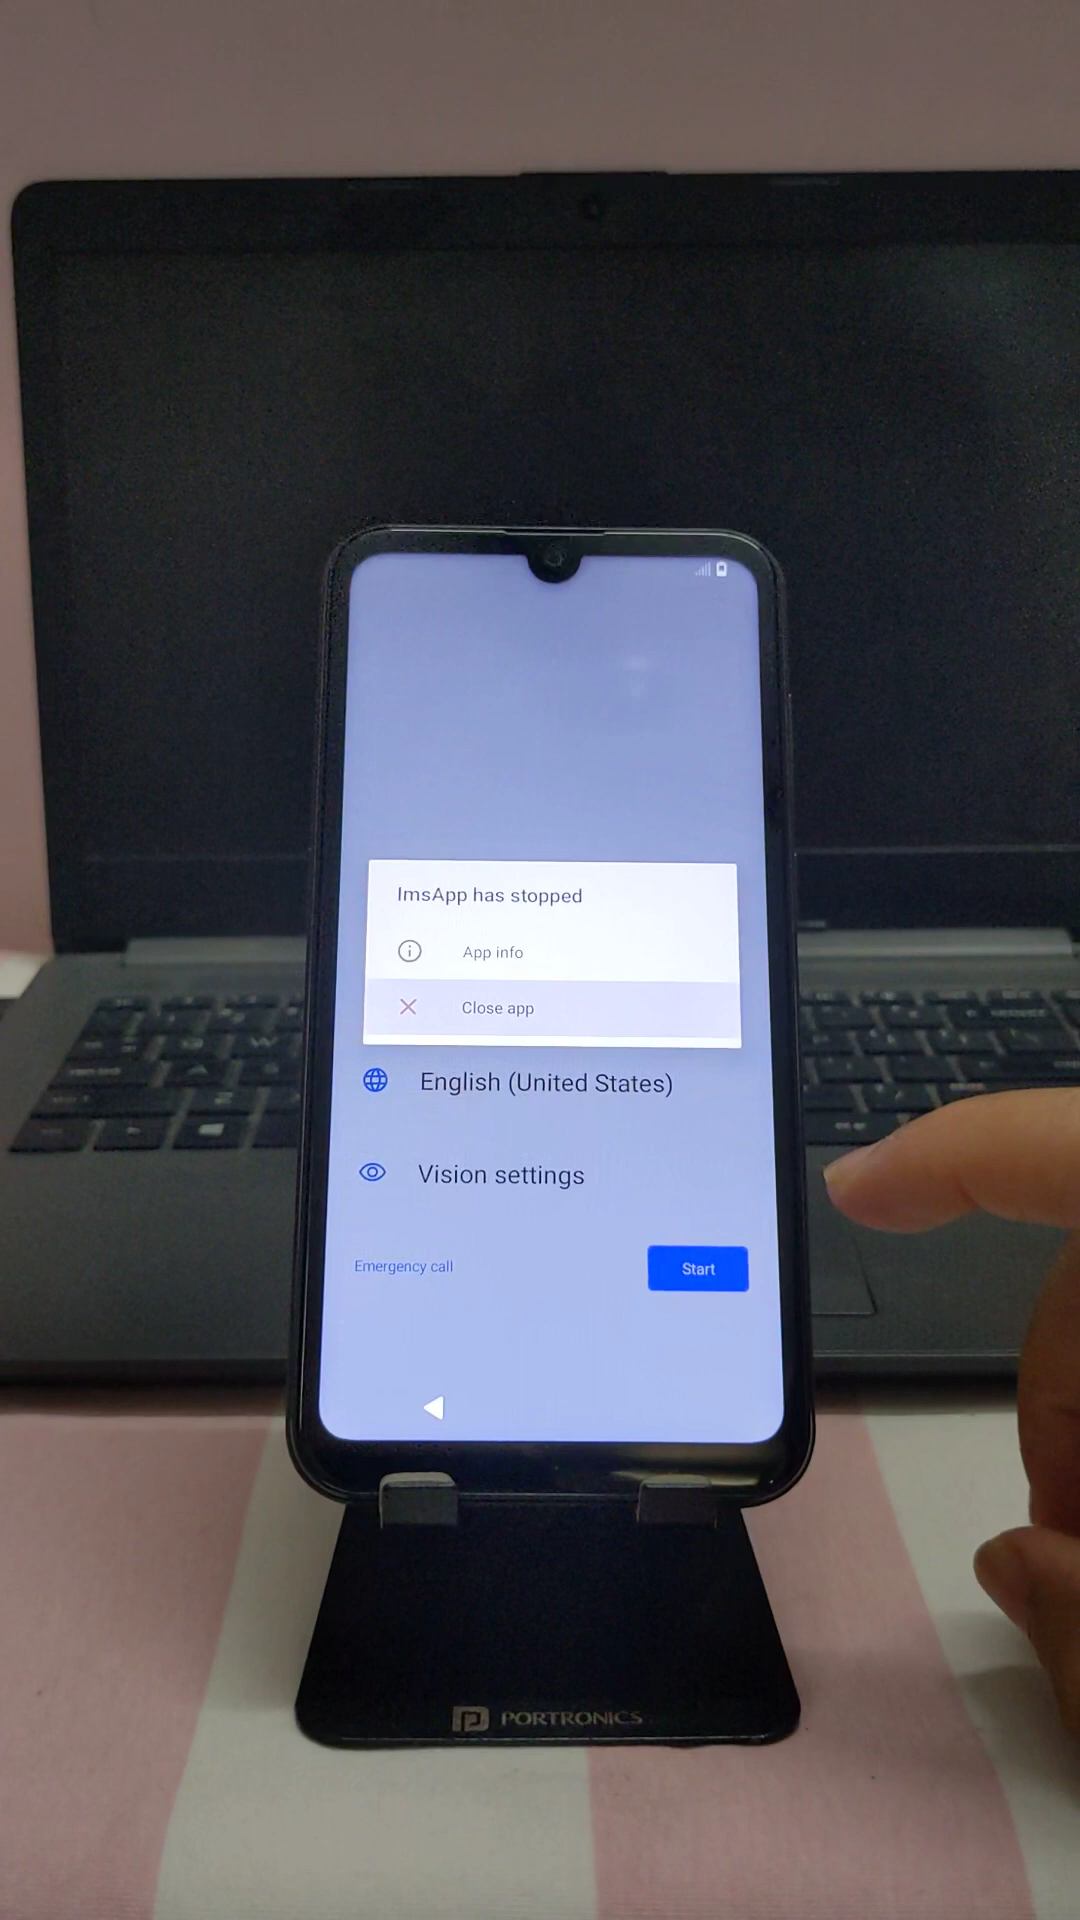 ImsApp has stopped
App info
Close app
English (United States)
Vision settings
Emergency call
Start
PORTRONICS